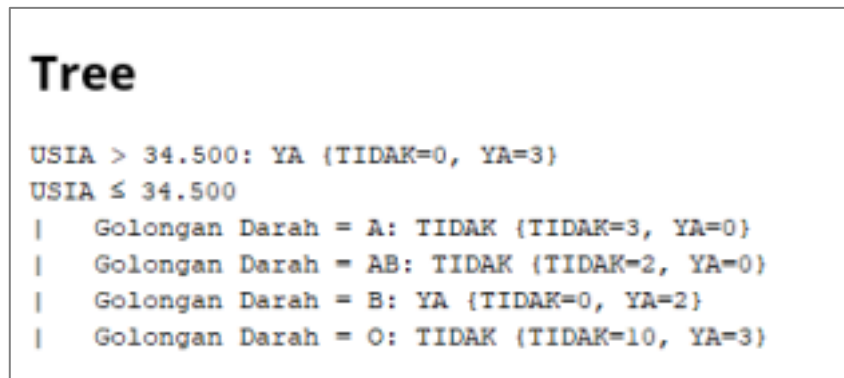 Tree
USIA > 34.500: YA {TIDAK=0, YA=3}
USIA ≤ 34.500
|   Golongan Darah = A: TIDAK {TIDAK=3, YA=0}
|   Golongan Darah = AB: TIDAK {TIDAK=2, YA=0}
|   Golongan Darah = B: YA {TIDAK=0, YA=2}
|   Golongan Darah = O: TIDAK {TIDAK=10, YA=3}